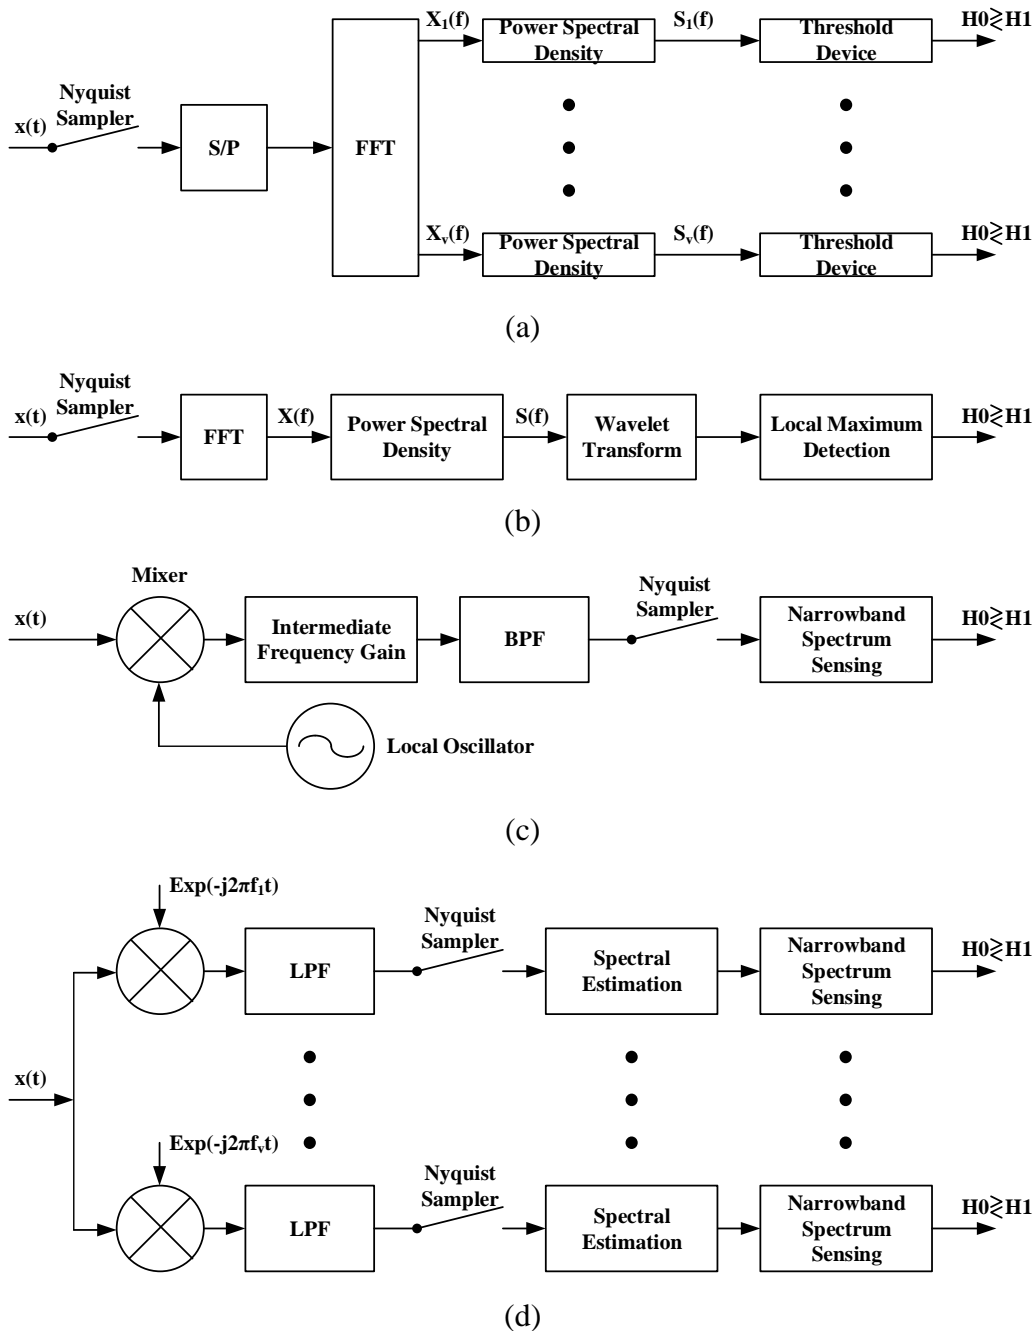 X₁(f)
Power Spectral
Density
S₁(f)
Threshold
Device
H0≷H1
Nyquist
Sampler
x(t)
S/P
FFT
Xᵥ(f)
Power Spectral
Density
Sᵥ(f)
Threshold
Device
H0≷H1
(a)
Nyquist
Sampler
x(t)
FFT
X(f)
Power Spectral
Density
S(f)
Wavelet
Transform
Local Maximum
Detection
H0≷H1
(b)
Mixer
x(t)
Intermediate
Frequency Gain
BPF
Nyquist
Sampler
Narrowband
Spectrum
Sensing
H0≷H1
Local Oscillator
(c)
Exp(-j2πf₁t)
LPF
Nyquist
Sampler
Spectral
Estimation
Narrowband
Spectrum
Sensing
H0≷H1
x(t)
Exp(-j2πfᵥt)
LPF
Nyquist
Sampler
Spectral
Estimation
Narrowband
Spectrum
Sensing
H0≷H1
(d)